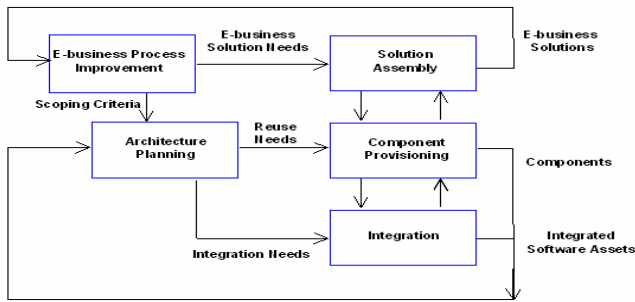 E-business Process
Improvement
E-business
Solution Needs
Solution
Assembly
E-business
Solutions
Scoping Criteria
Architecture
Planning
Reuse
Needs
Component
Provisioning
Components
Integration Needs
Integration
Integrated
Software Assets